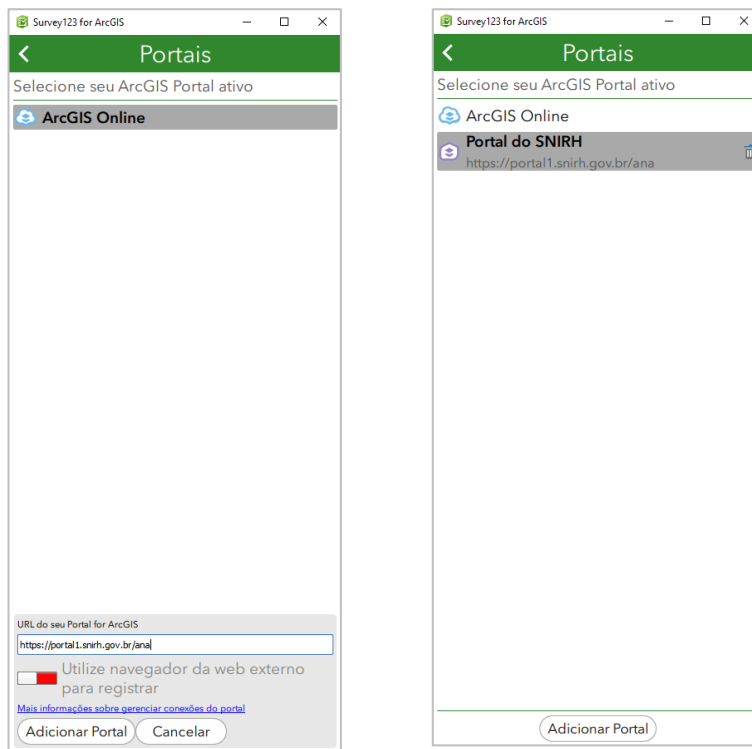 Survey123 for ArcGIS
Portais
Selecione seu ArcGIS Portal ativo
ArcGIS Online
URL do seu Portal for ArcGIS
https://portal1.snirh.gov.br/ana
Utilize navegador da web externo
para registrar
Mais informações sobre gerenciar conexões do portal
Adicionar Portal Cancelar
Survey123 for ArcGIS
Portais
Selecione seu ArcGIS Portal ativo
ArcGIS Online
Portal do SNIRH
https://portal1.snirh.gov.br/ana
Adicionar Portal